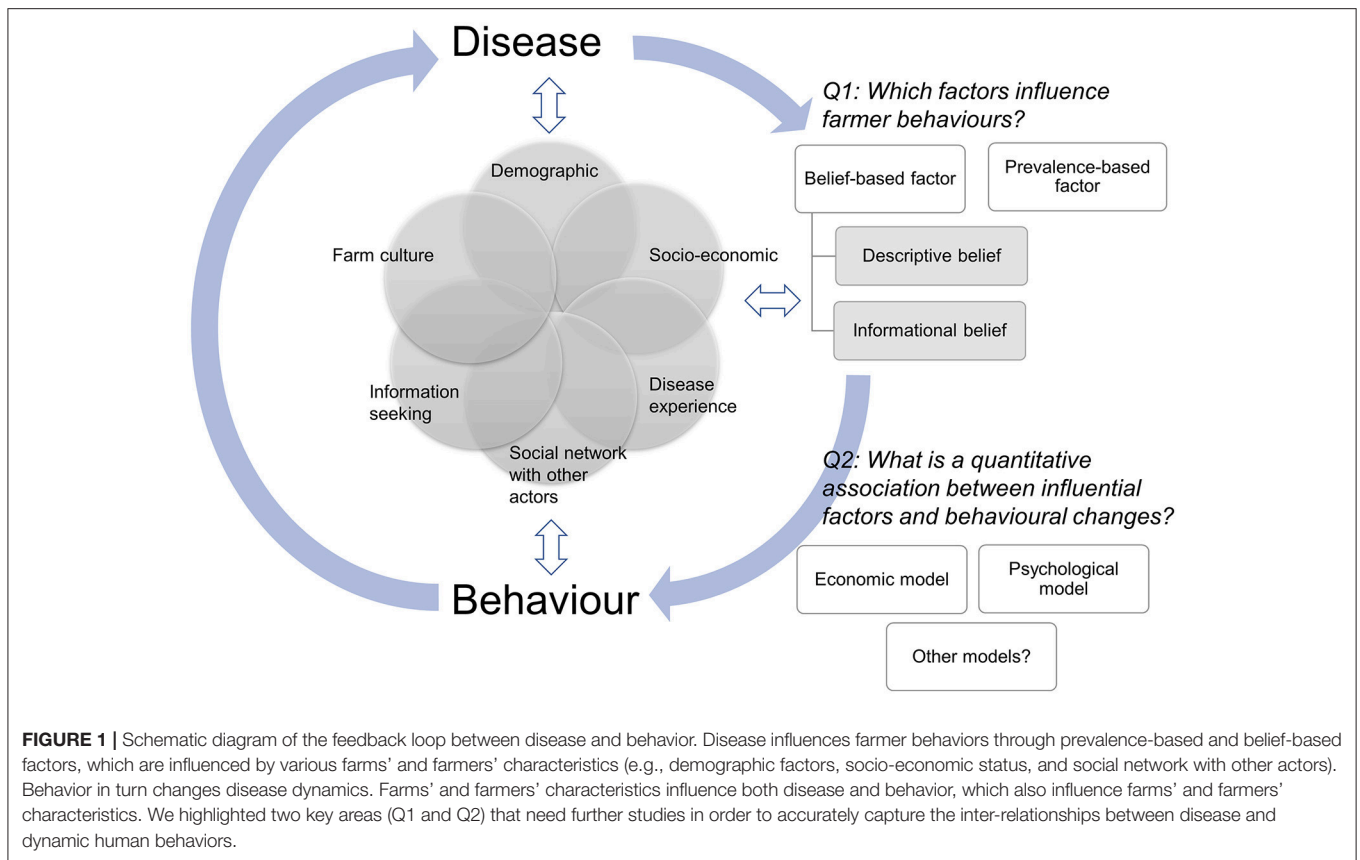 Disease
Q1: Which factors influence
farmer behaviours?
Belief-based factor
Prevalence-based
factor
Descriptive belief
Informational belief
Demographic
Farm culture
Socio-economic
Information
seeking
Disease
experience
Social network
with other
actors
Q2: What is a quantitative
association between influential
factors and behavioural changes?
Economic model
Psychological
model
Other models?
Behaviour
FIGURE 1 | Schematic diagram of the feedback loop between disease and behavior. Disease influences farmer behaviors through prevalence-based and belief-based
factors, which are influenced by various farms’ and farmers’ characteristics (e.g., demographic factors, socio-economic status, and social network with other actors).
Behavior in turn changes disease dynamics. Farms’ and farmers’ characteristics influence both disease and behavior, which also influence farms’ and farmers’
characteristics. We highlighted two key areas (Q1 and Q2) that need further studies in order to accurately capture the inter-relationships between disease and
dynamic human behaviors.